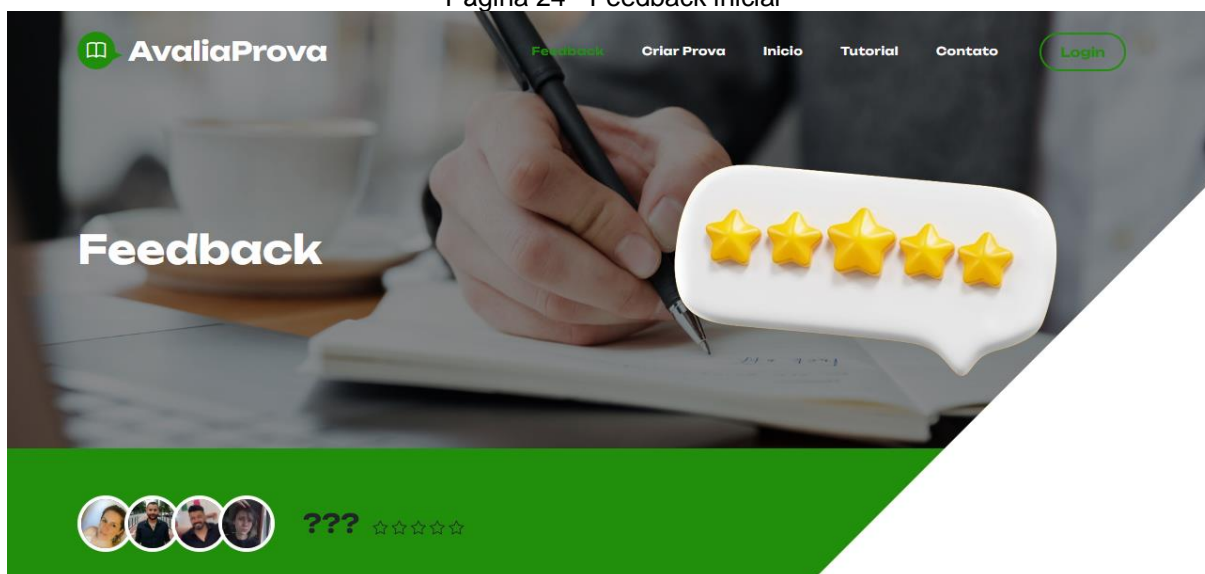 Página 24 - Feedback Inicial
AvaliaProva
Feedback
Criar Prova
Inicio
Tutorial
Contato
Login
Feedback
???